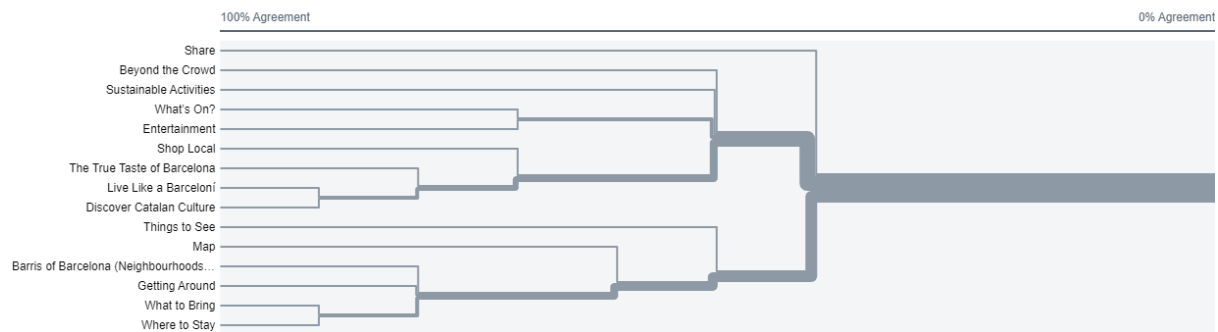 100% Agreement 0% Agreement
Share
Beyond the Crowd
Sustainable Activities
What's On?
Entertainment
Shop Local
The True Taste of Barcelona
Live Like a Barceloní
Discover Catalan Culture
Things to See
Map
Barris of Barcelona (Neighbourhoods...
Getting Around
What to Bring
Where to Stay